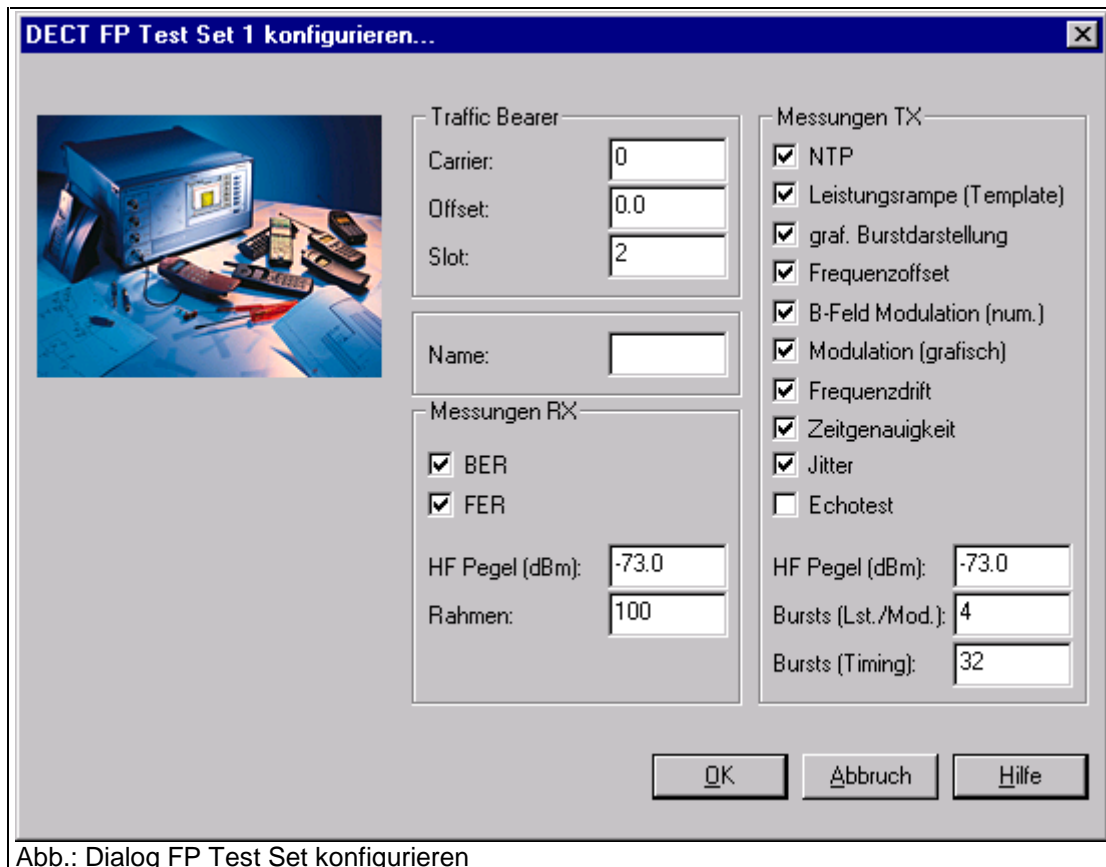 DECT FP Test Set 1 konfigurieren...
Traffic Bearer
Carrier: 0
Offset: 0.0
Slot: 2
Name:
Messungen RX
BER
FER
HF Pegel (dBm): -73.0
Rahmen: 100
Messungen TX
NTP
Leistungsrampe (Template)
graf. Burstdarstellung
Frequenzoffset
B-Feld Modulation (num.)
Modulation (grafisch)
Frequenzdrift
Zeitgenauigkeit
Jitter
Echotest
HF Pegel (dBm): -73.0
Bursts (Lst./Mod.): 4
Bursts (Timing): 32
OK
Abbruch
Hilfe
Abb.: Dialog FP Test Set konfigurieren